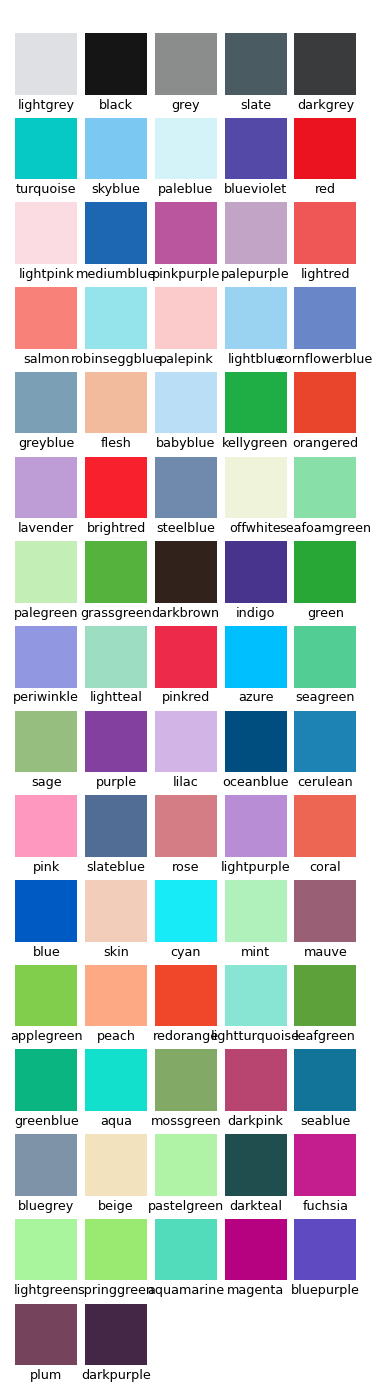 lightgrey black grey slate darkgrey
turquoise skyblue paleblue blueviolet red
lightpink mediumblue pinkpurple palepurple lightred
salmon robinseggblue palepink lightblue cornflowerblue
greyblue flesh babyblue kellygreen orangered
lavender brightred steelblue offwhite seafoamgreen
palegreen grassgreen darkbrown indigo green
periwinkle lightteal pinkred azure seagreen
sage purple lilac oceanblue cerulean
pink slateblue rose lightpurple coral
blue skin cyan mint mauve
applegreen peach redorange lightturquoise leafgreen
greenblue aqua mossgreen darkpink seablue
bluegrey beige pastelgreen darkteal fuchsia
lightgreen springgreen aquamarine magenta bluepurple
plum darkpurple